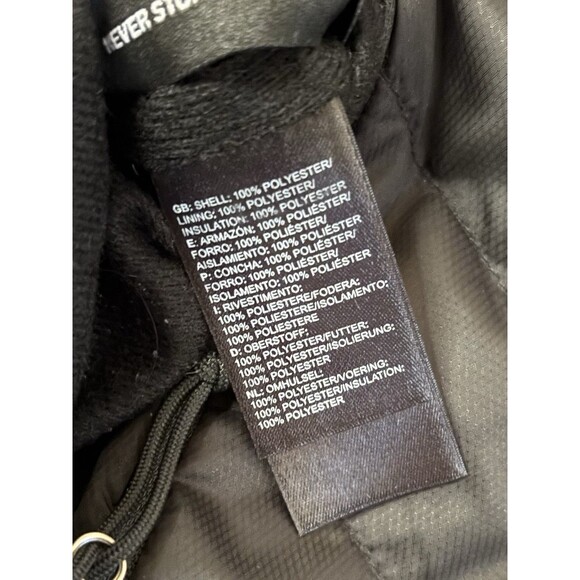 NEVER STO
GB: SHELL: 100% POLYESTER/
LINING: 100% POLYESTER/
INSULATION: 100% POLYESTER
E: ARMAZÓN: 100% POLIÉSTER/
FORRO: 100% POLIÉSTER/
AISLAMIENTO: 100% POLIÉSTER
P: CONCHA: 100% POLIÉSTER/
FORRO: 100% POLIÉSTER/
ISOLAMENTO: 100% POLIÉSTER
I: RIVESTIMENTO:
100% POLIESTERE/FODERA:
100% POLIESTERE/ISOLAMENTO:
100% POLIESTERE
D: OBERSTOFF:
100% POLYESTER/FUTTER:
100% POLYESTER/ISOLIERUNG:
100% POLYESTER
NL: OMHULSEL:
100% POLYESTER/VOERING:
100% POLYESTER/INSULATION:
100% POLYESTER